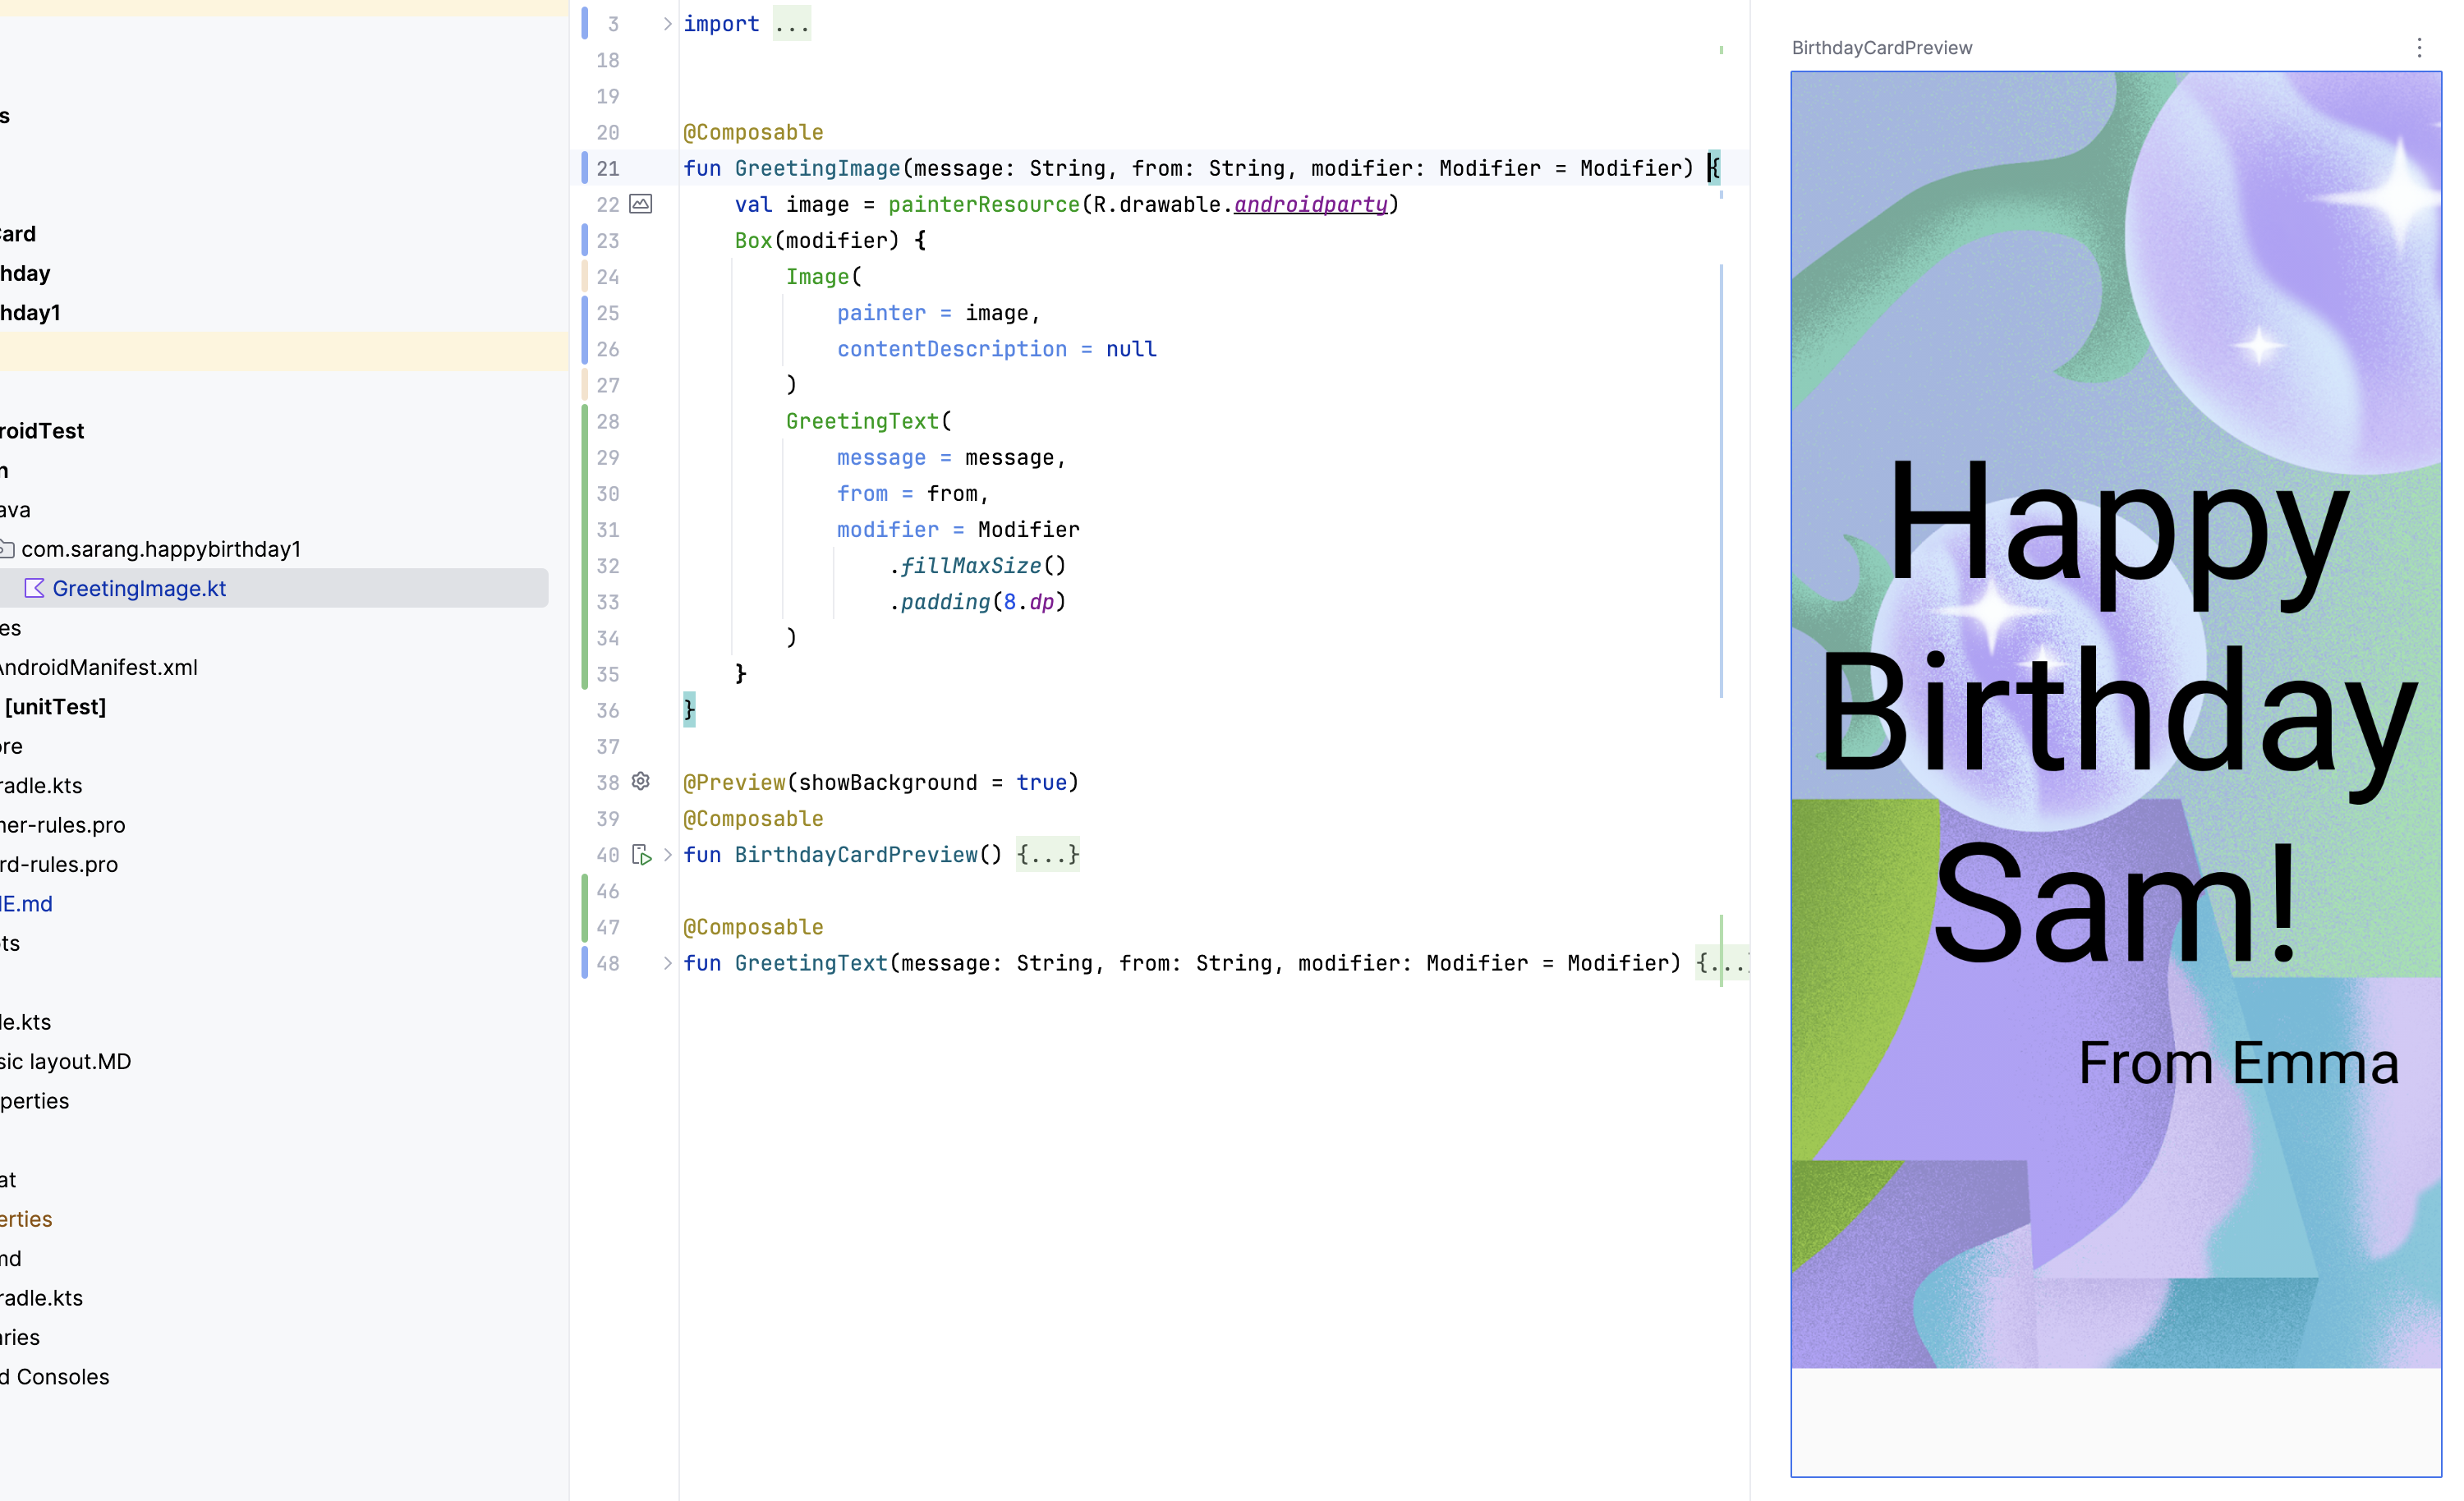 s
Card
hday
hday1
roidTest
n
ava
com.sarang.happybirthday1
GreetingImage.kt
es
AndroidManifest.xml
[unitTest]
ore
radle.kts
ner-rules.pro
rd-rules.pro
E.md
ts
le.kts
sic layout.MD
perties
at
erties
md
radle.kts
aries
d Consoles
3 import ...
18
19
20 @Composable
21 fun GreetingImage(message: String, from: String, modifier: Modifier = Modifier) {
22 val image = painterResource(R.drawable.androidparty)
23 Box(modifier) {
24 Image(
25 painter = image,
26 contentDescription = null
27 )
28 GreetingText(
29 message = message,
30 from = from,
31 modifier = Modifier
32 .fillMaxSize()
33 .padding(8.dp)
34 )
35 }
36 }
37
38 @Preview(showBackground = true)
39 @Composable
40 fun BirthdayCardPreview() {...}
46
47 @Composable
48 fun GreetingText(message: String, from: String, modifier: Modifier = Modifier) {...}
BirthdayCardPreview
Happy
Birthday
Sam!
From Emma